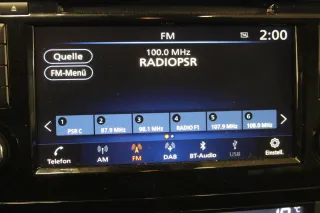 FM
2:00
Quelle
100.0 MHz
RADIOPSR
FM-Menü
1 2 3 4 5 6
PSR C 87.9 MHz 98.1 MHz RADIO F1 107.9 MHz 108.0 MHz
Telefon AM FM DAB BT-Audio USB Einstell.